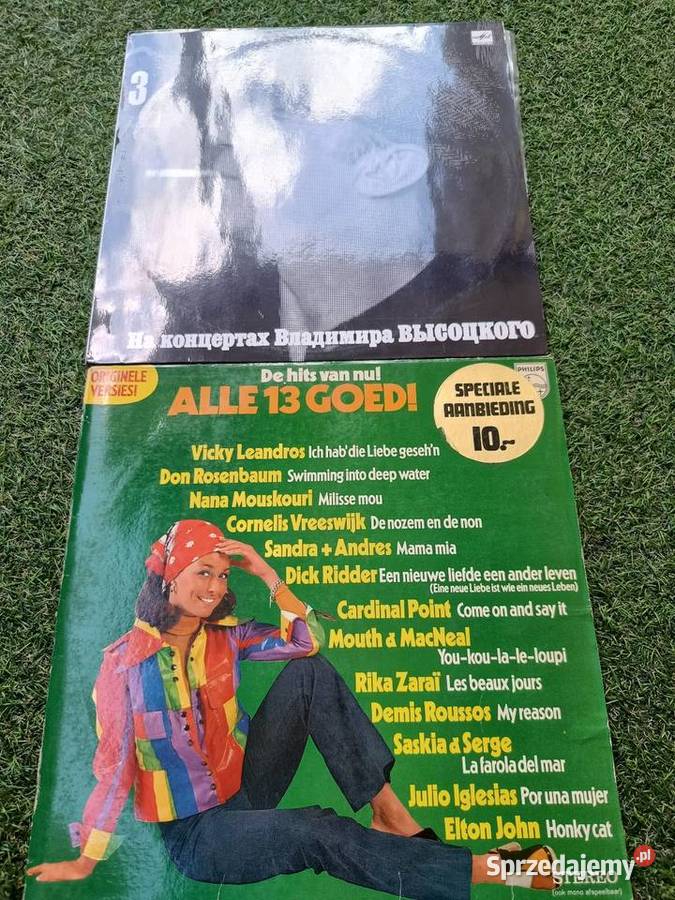 3
На концертах Владимира ВЫСОЦКОГО
ORIGINELE
VERSIES!
De hits van nu!
ALLE 13 GOED!
PHILIPS
SPECIALE
AANBIEDING
10.-
Vicky Leandros Ich hab' die Liebe geseh'n
Don Rosenbaum Swimming into deep water
Nana Mouskouri Milisse mou
Cornelis Vreeswijk De nozem en de non
Sandra + Andres Mama mia
Dick Ridder Een nieuwe liefde een ander leven
(Eine neue Liebe ist wie ein neues Leben)
Cardinal Point Come on and say it
Mouth & MacNeal
You-kou-la-le-loupi
Rika Zaraï Les beaux jours
Demis Roussos My reason
Saskia & Serge
La farola del mar
Julio Iglesias Por una mujer
Elton John Honky cat
Sprzedajemy.pl
STEREO
(ook mono afspeelbaar)